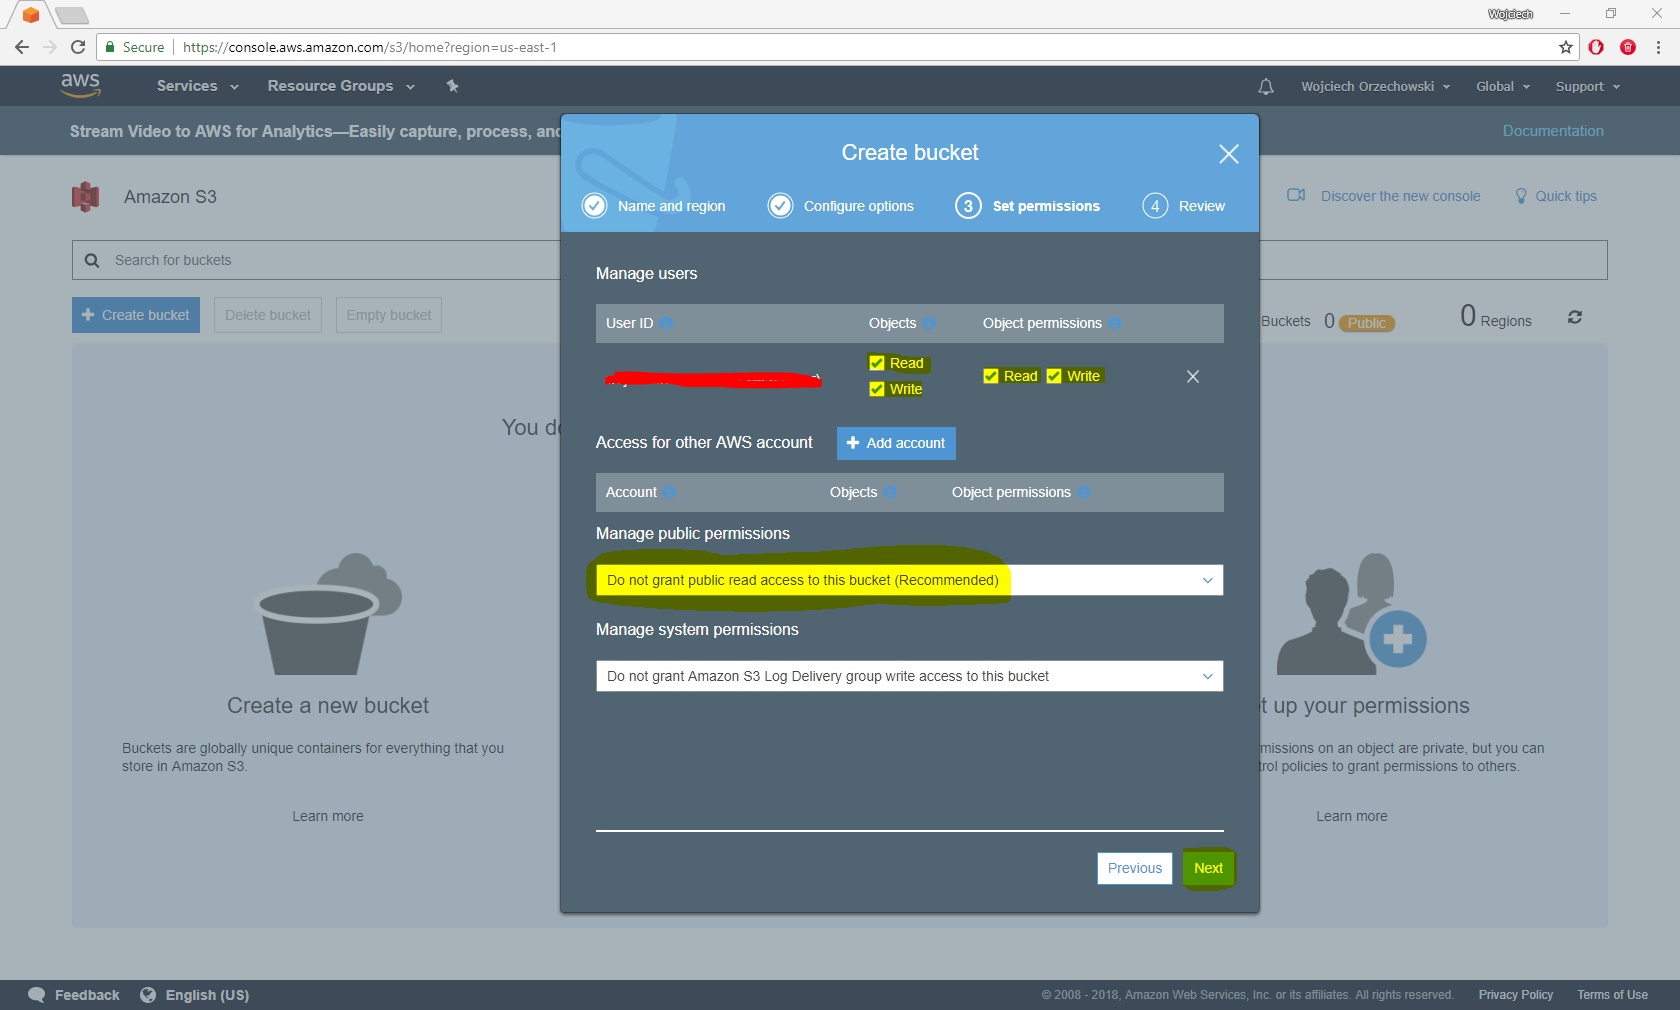 Wojciech
Secure | https://console.aws.amazon.com/s3/home?region=us-east-1
aws Services Resource Groups Wojciech Orzechowski Global Support
Stream Video to AWS for Analytics—Easily capture, process, and Documentation
Amazon S3 Discover the new console Quick tips
Search for buckets
Create bucket Delete bucket Empty bucket Buckets 0 Public 0 Regions
You do
Create a new bucket
Buckets are globally unique containers for everything that you
store in Amazon S3.
Learn more
Create bucket
Name and region Configure options 3 Set permissions 4 Review
Manage users
User ID Objects Object permissions
Read
Write
Read Write
Access for other AWS account Add account
Account Objects Object permissions
Manage public permissions
Do not grant public read access to this bucket (Recommended)
Manage system permissions
Do not grant Amazon S3 Log Delivery group write access to this bucket
Previous Next
t up your permissions
missions on an object are private, but you can
trol policies to grant permissions to others.
Learn more
Feedback English (US) © 2008 - 2018, Amazon Web Services, Inc. or its affiliates. All rights reserved. Privacy Policy Terms of Use